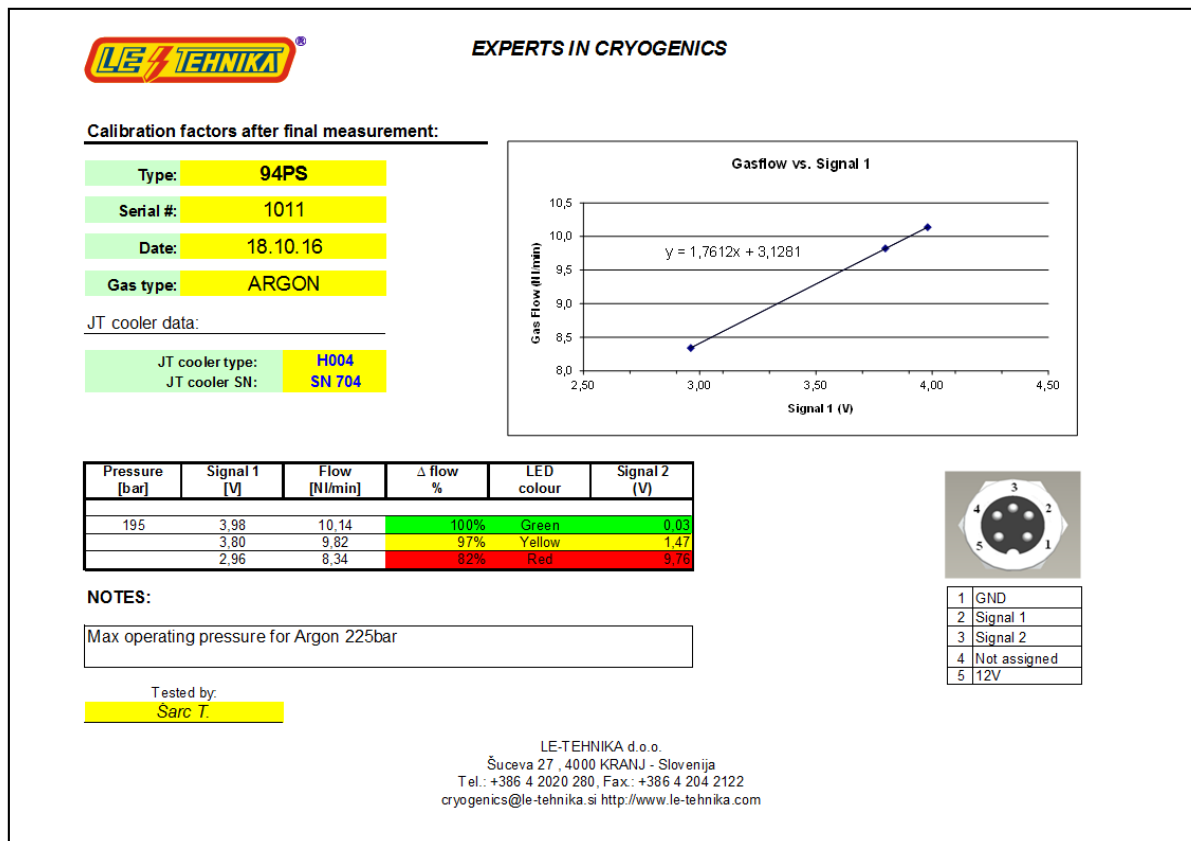 LE TEHNIKA ®
EXPERTS IN CRYOGENICS
Calibration factors after final measurement:
Type: 94PS
Serial #: 1011
Date: 18.10.16
Gas type: ARGON
JT cooler data:
JT cooler type: H004
JT cooler SN: SN 704
Gasflow vs. Signal 1
Gas Flow (Nl/min)
10,5
10,0
9,5
9,0
8,5
8,0
y = 1,7612x + 3,1281
2,50 3,00 3,50 4,00 4,50
Signal 1 (V)
Pressure Signal 1 Flow Δ flow LED Signal 2
[bar] [V] [Nl/min] % colour (V)
195 3,98 10,14 100% Green 0,03
3,80 9,82 97% Yellow 1,47
2,96 8,34 82% Red 9,76
NOTES:
Max operating pressure for Argon 225bar
3
4 2
5 1
1 GND
2 Signal 1
3 Signal 2
4 Not assigned
5 12V
Tested by:
Šarc T.
LE-TEHNIKA d.o.o.
Šuceva 27 , 4000 KRANJ - Slovenija
Tel.: +386 4 2020 280, Fax.: +386 4 204 2122
cryogenics@le-tehnika.si http://www.le-tehnika.com